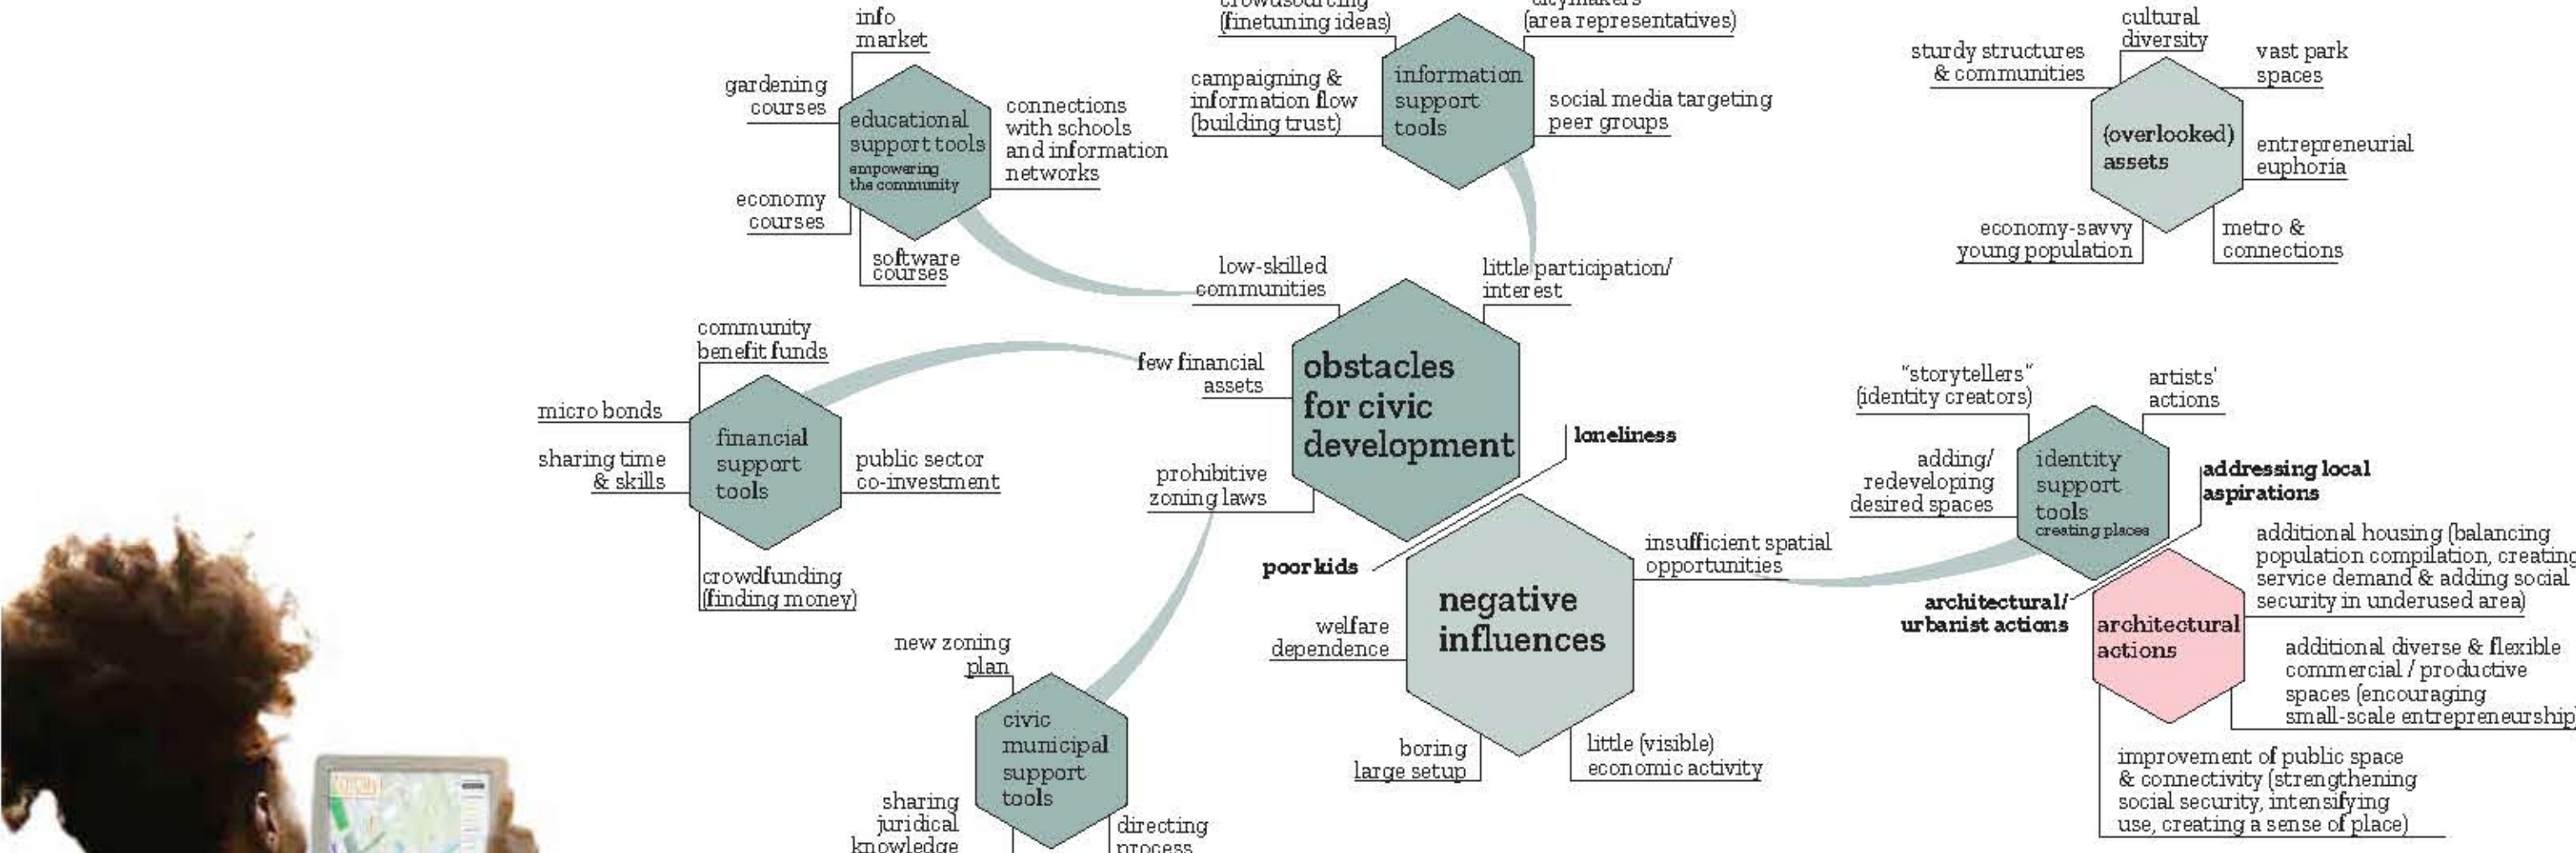 info
market
gardening
courses
educational
support tools
empowering
the community
connections
with schools
and information
networks
economy
courses
software
courses
crowdsourcing
(finetuning ideas)
citymakers
(area representatives)
campaigning &
information flow
(building trust)
information
support
tools
social media targeting
peer groups
cultural
diversity
sturdy structures
& communities
vast park
spaces
(overlooked)
assets
entrepreneurial
euphoria
economy-savvy
young population
metro &
connections
low-skilled
communities
little participation/
interest
few financial
assets
obstacles
for civic
development
prohibitive
zoning laws
loneliness
poor kids
community
benefit funds
micro bonds
financial
support
tools
sharing time
& skills
public sector
co-investment
crowdfunding
(finding money)
negative
influences
insufficient spatial
opportunities
welfare
dependence
boring
large setup
little (visible)
economic activity
new zoning
plan
civic
municipal
support
tools
sharing
juridical
knowledge
directing
process
"storytellers"
(identity creators)
artists'
actions
adding/
redeveloping
desired spaces
identity
support
tools
creating places
addressing local
aspirations
architectural/
urbanist actions
architectural
actions
additional housing (balancing
population compilation, creating
service demand & adding social
security in underused area)
additional diverse & flexible
commercial / productive
spaces (encouraging
small-scale entrepreneurship)
improvement of public space
& connectivity (strengthening
social security, intensifying
use, creating a sense of place)